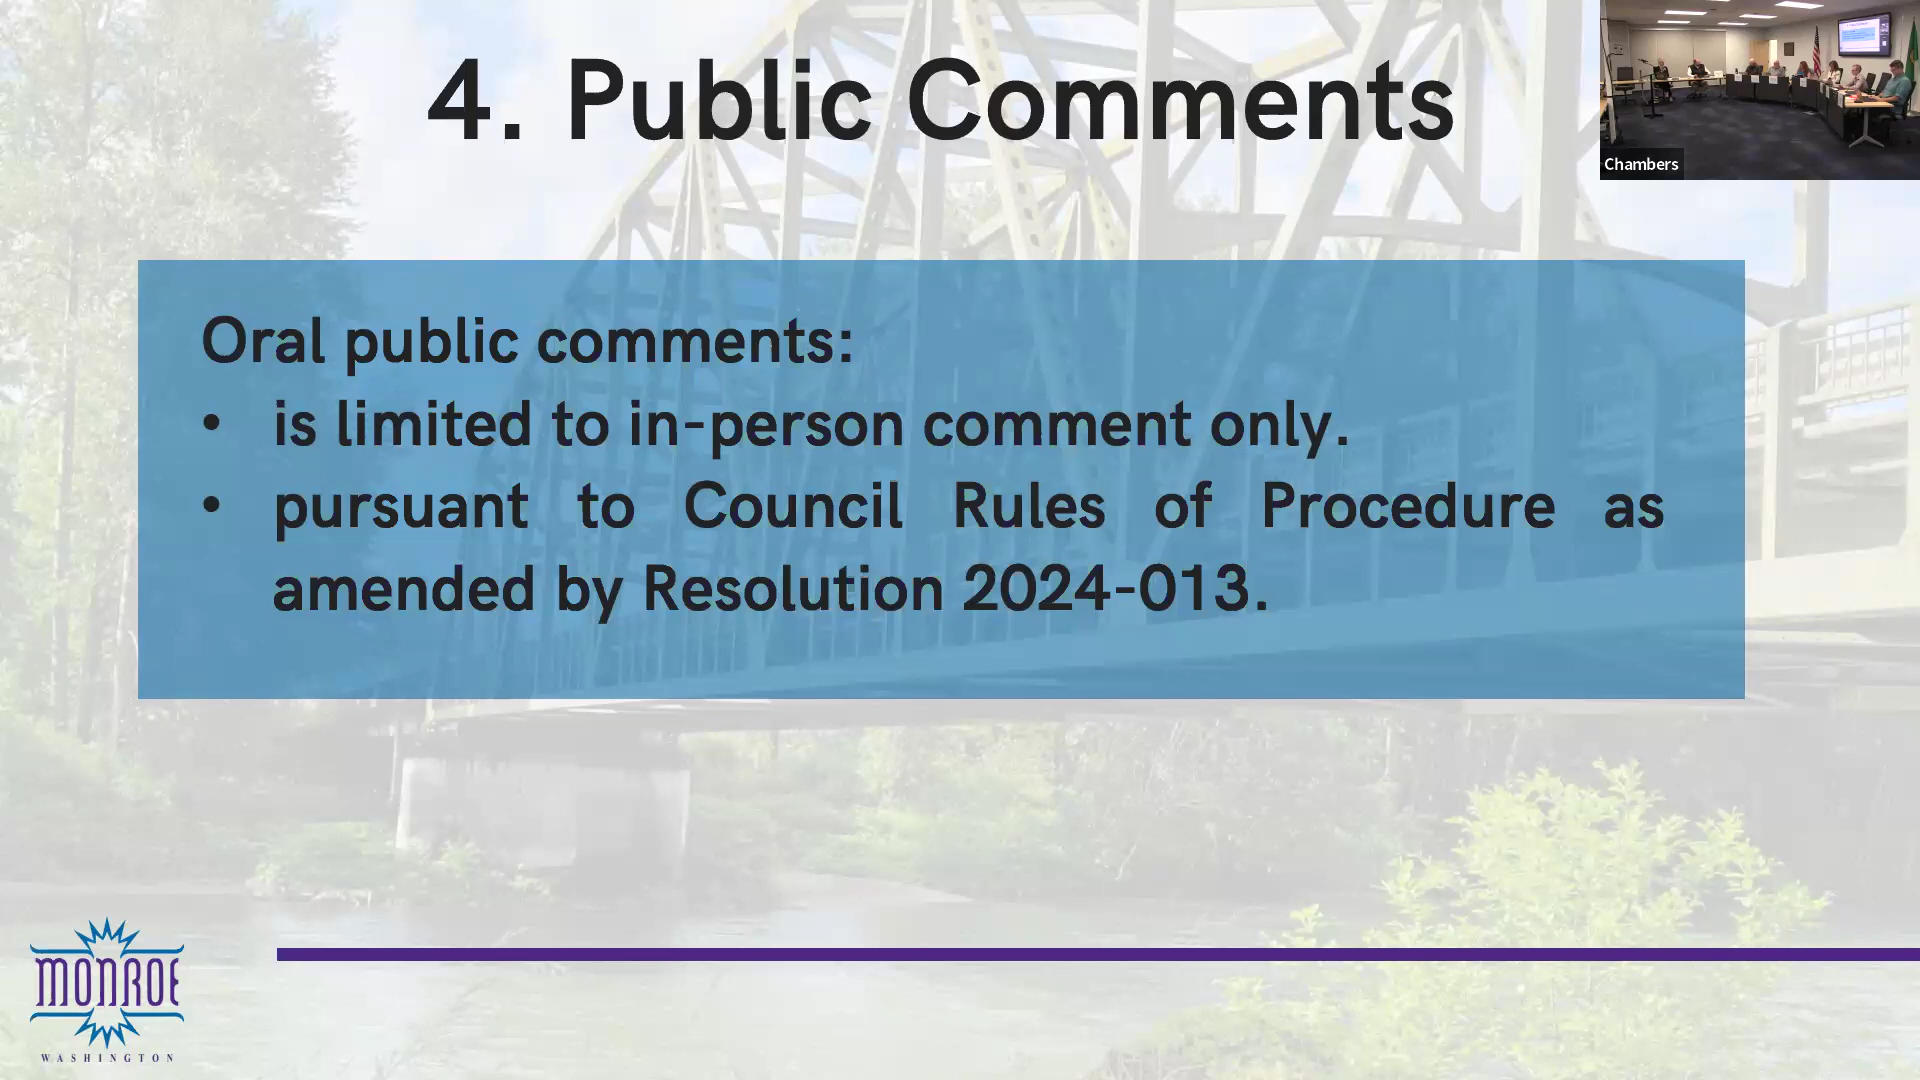 4. Public Comments
Chambers
Oral public comments:
• is limited to in-person comment only.
• pursuant to Council Rules of Procedure as
amended by Resolution 2024-013.
MONROE
WASHINGTON